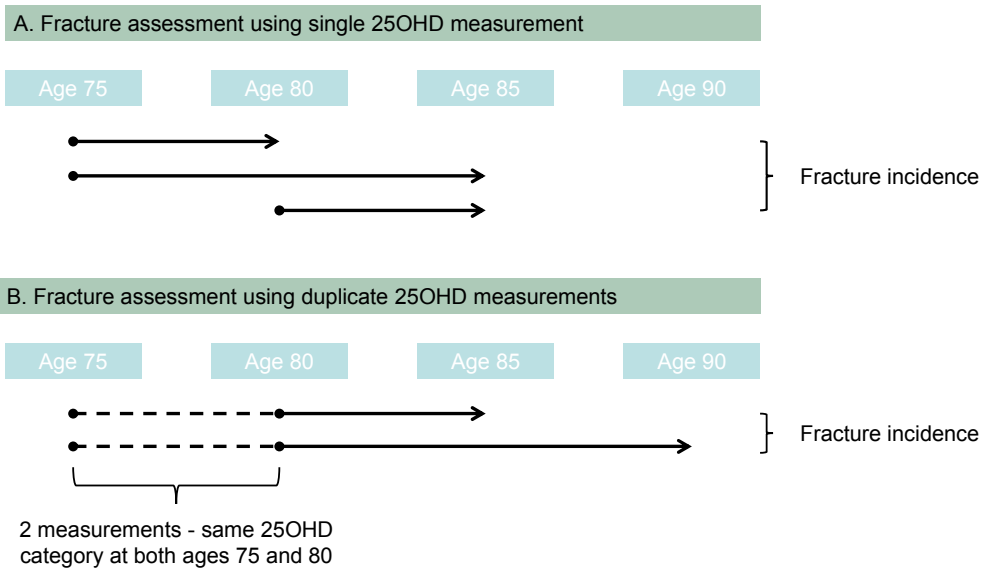 A. Fracture assessment using single 25OHD measurement
Age 75 Age 80 Age 85 Age 90
Fracture incidence
B. Fracture assessment using duplicate 25OHD measurements
Age 75 Age 80 Age 85 Age 90
Fracture incidence
2 measurements - same 25OHD
category at both ages 75 and 80